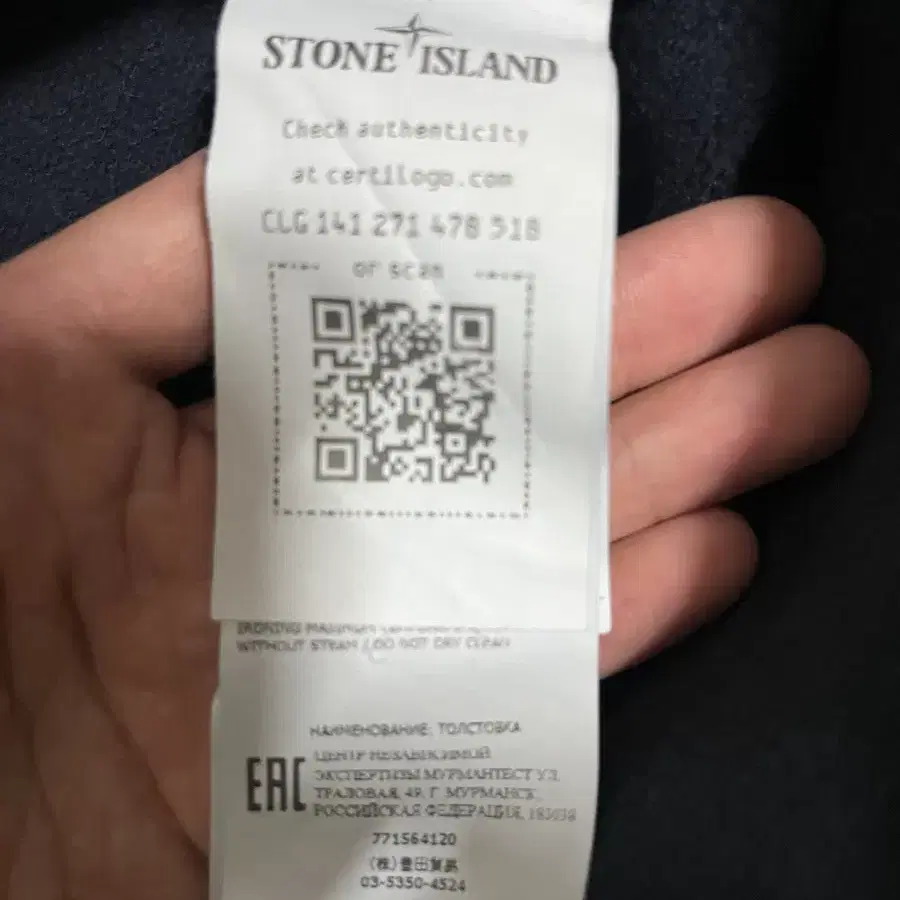 STONE ISLAND
Check authenticity
at certilogo.com
CLG 141 271 478 518
or scan
IRONING MAXIMUM
WITHOUT STEAM / DO NOT DRY CLEAN
НАИМЕНОВАНИЕ: ТОЛСТОВКА
EAC
ЦЕНТР НЕЗАВИСИМОЙ
ЭКСПЕРТИЗЫ МУРМАНТЕСТ УЛ.
ТРАЛОВАЯ, 49, Г. МУРМАНСК,
РОССИЙСКАЯ ФЕДЕРАЦИЯ, 183038
771564120
(株)豊田貿易
03-5350-4524